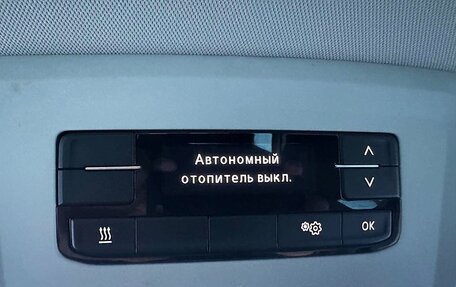 Автономный
отопитель выкл.
OK